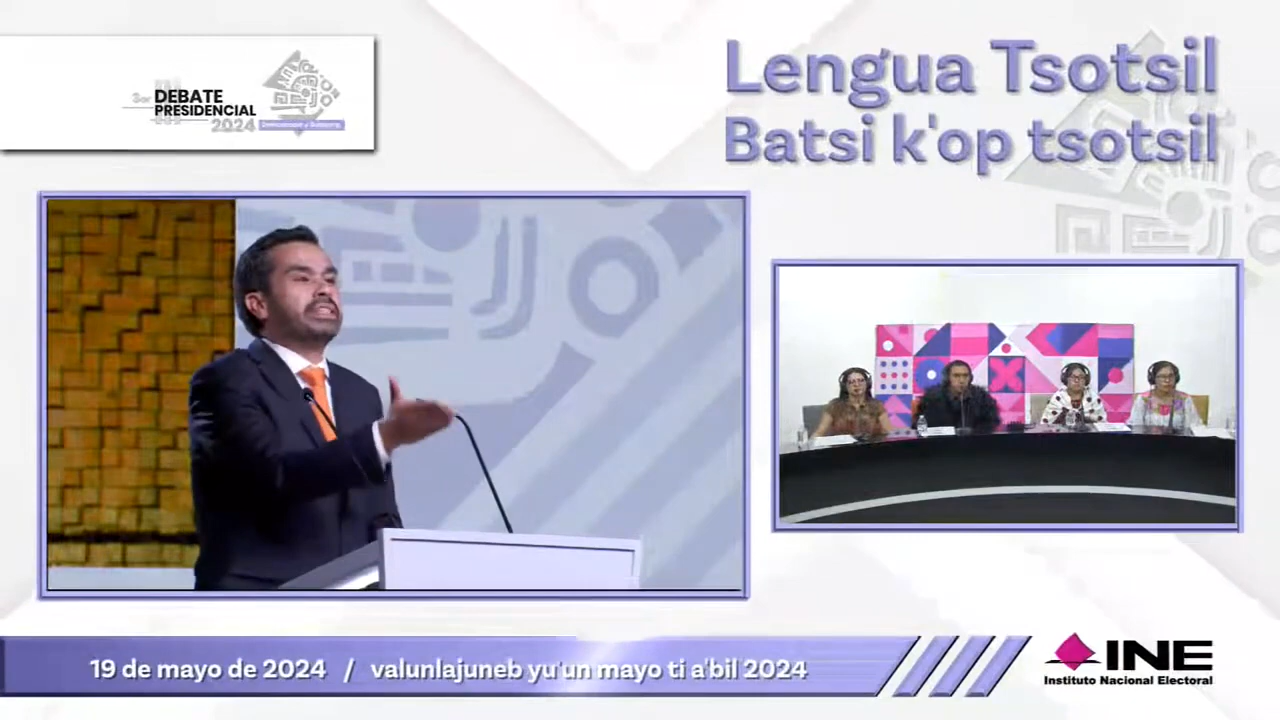 3er DEBATE
PRESIDENCIAL
2024
Lengua Tsotsil
Batsi k'op tsotsil
19 de mayo de 2024 / valunlajuneb yu'un mayo ti a'bil 2024
INE
Instituto Nacional Electoral